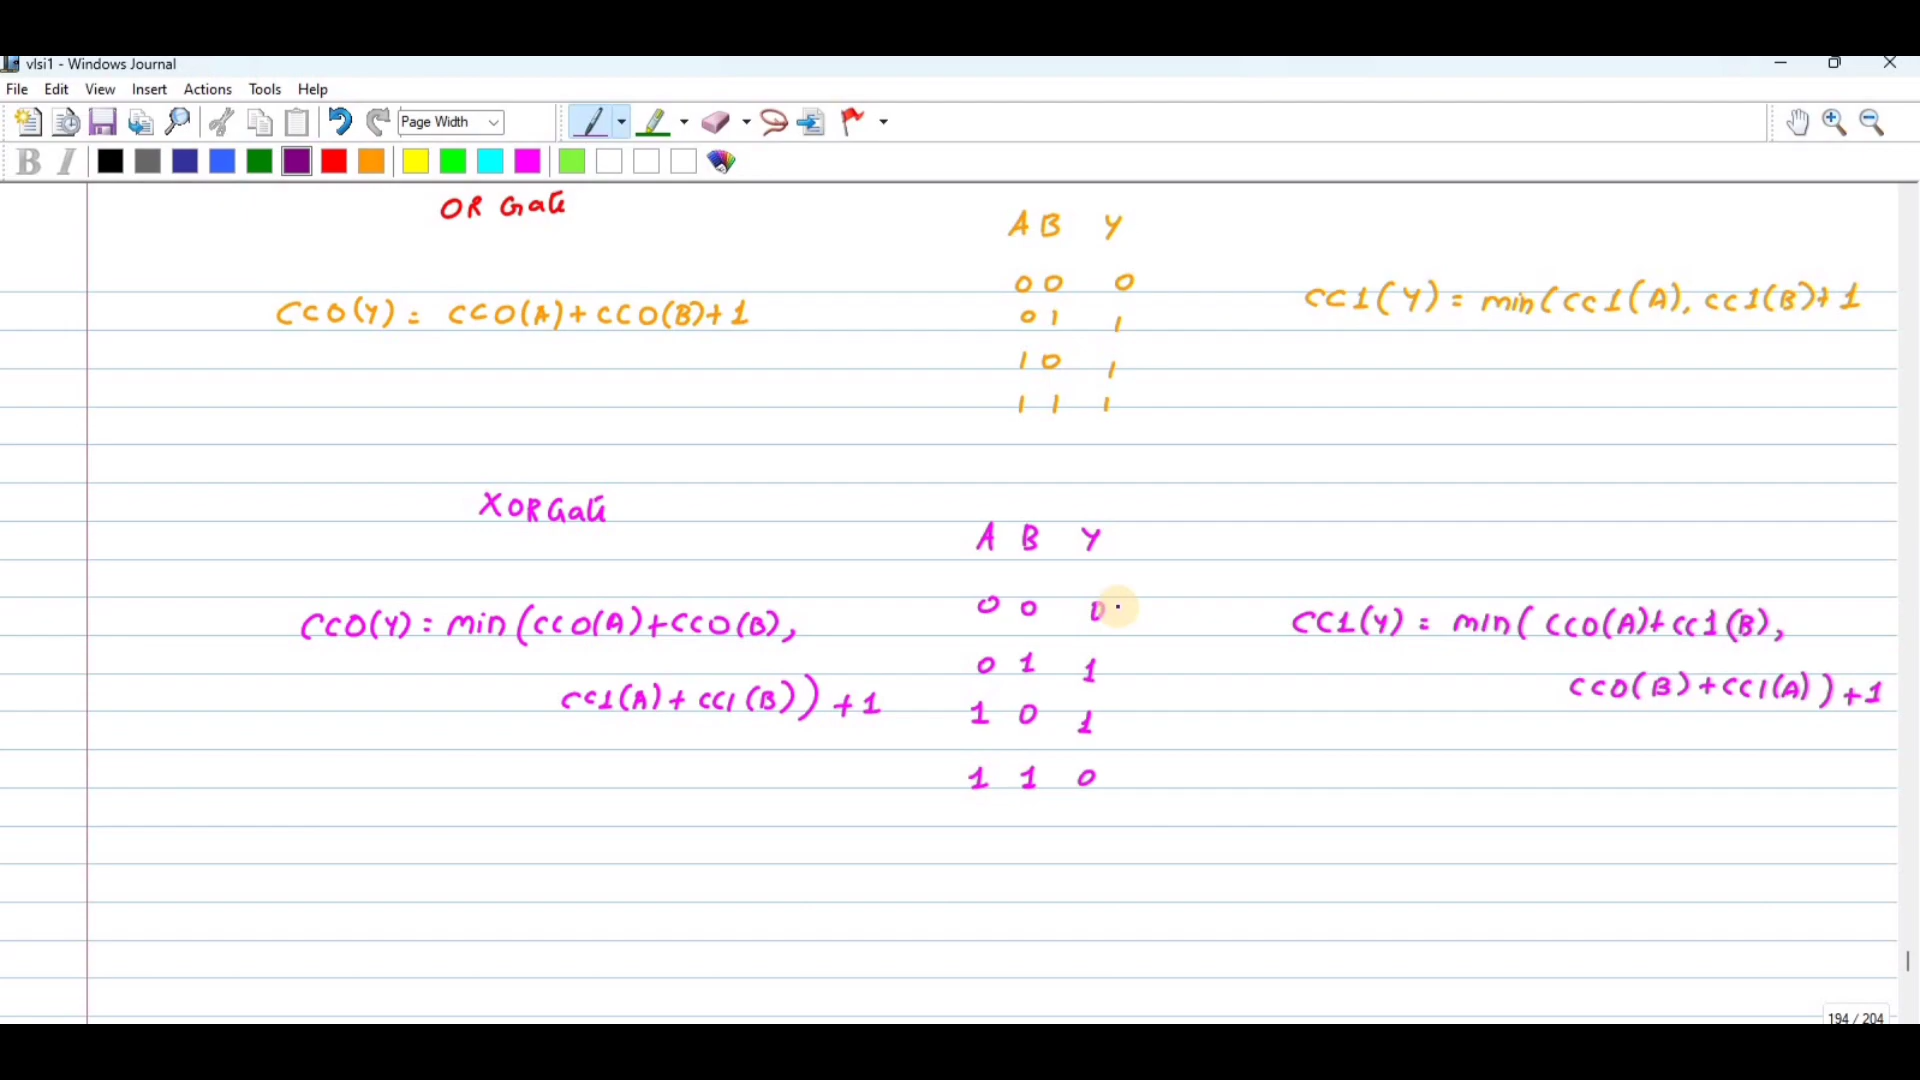 vlsi1 - Windows Journal
File Edit View Insert Actions Tools Help
Page Width
B I
OR Gate
A B Y
0 0 0
0 1 1
1 0 1
1 1 1
CC0(Y) = CC0(A)+CC0(B)+1
CC1(Y) = min(CC1(A), CC1(B)+1
XOR Gate
A B Y
0 0 0
0 1 1
1 0 1
1 1 0
CC0(Y) = min(CC0(A)+CC0(B),
CC1(A)+CC1(B))+1
CC1(Y) = min(CC0(A)+CC1(B),
CC0(B)+CC1(A))+1
194 / 204